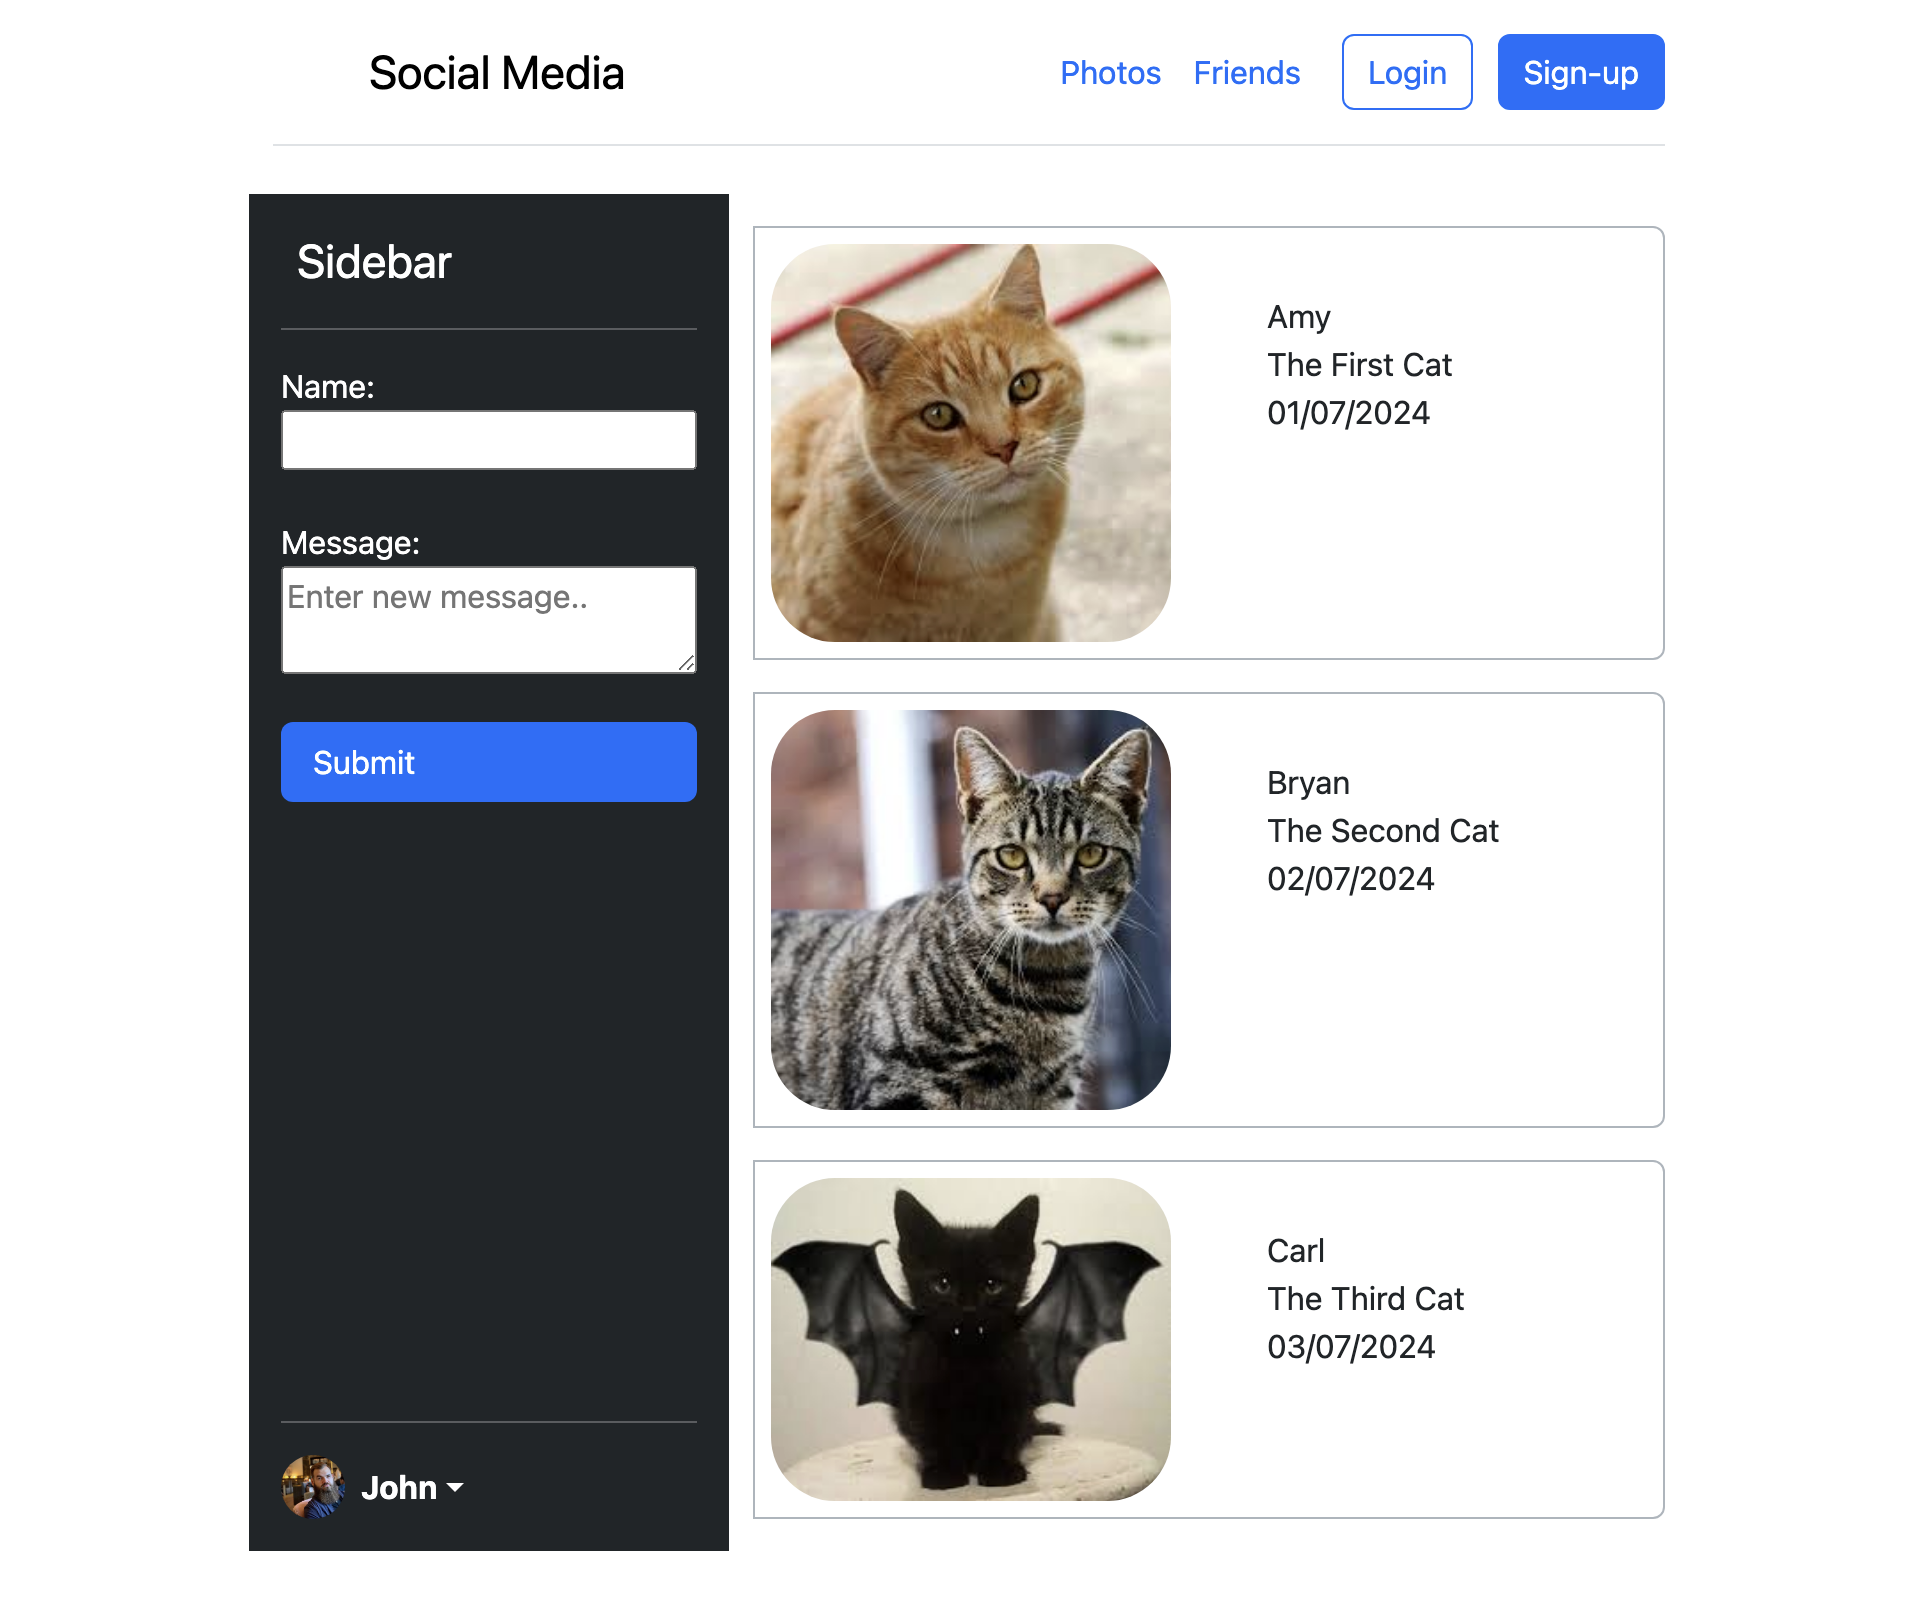 Social Media
Photos
Friends
Login
Sign-up
Sidebar
Name:
Message:
Enter new message..
Submit
John
Amy
The First Cat
01/07/2024
Bryan
The Second Cat
02/07/2024
Carl
The Third Cat
03/07/2024